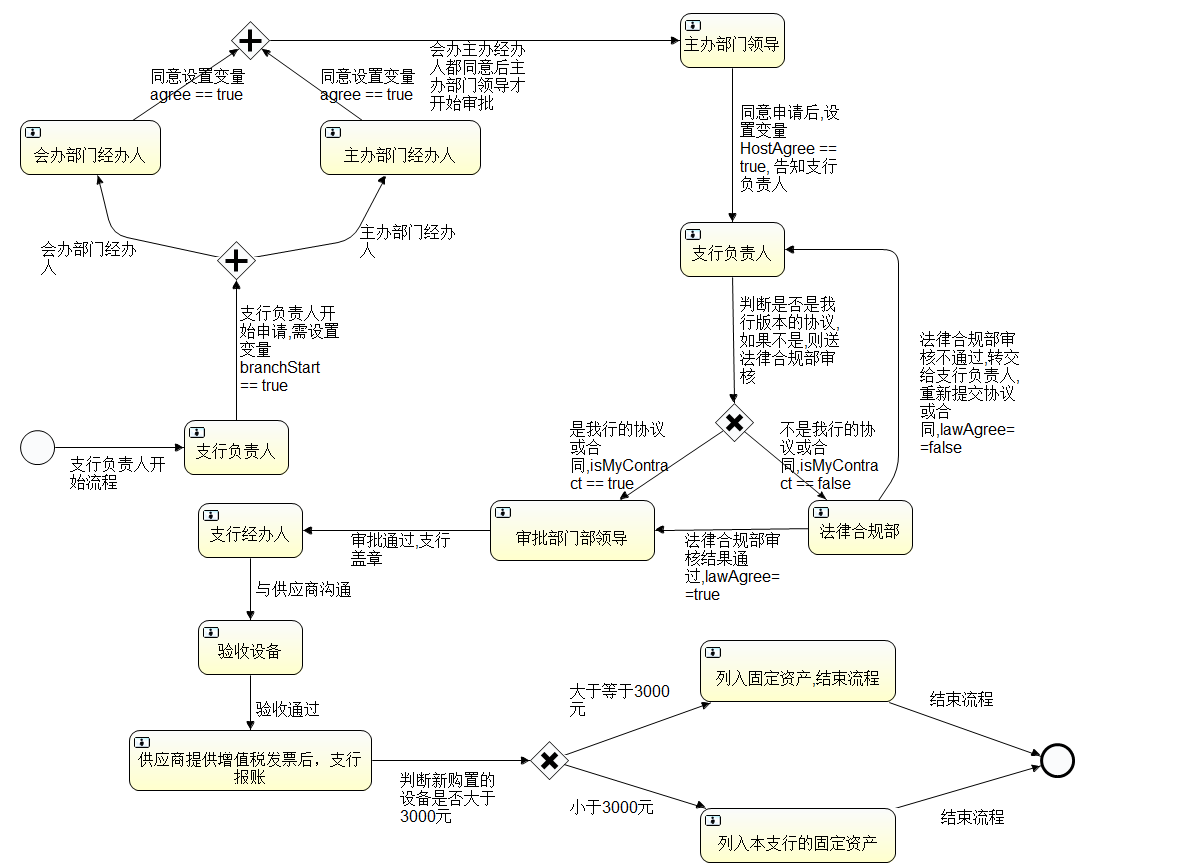 会办主办经办
人都同意后主
办部门领导才
开始审批
主办部门领导
同意设置变量
agree == true
同意设置变量
agree == true
同意申请后,设
置变量
HostAgree ==
true, 告知支行
负责人
会办部门经办人
主办部门经办人
会办部门经办
人
主办部门经办
人
支行负责人
支行负责人开
始申请,需设置
变量
branchStart
== true
判断是否是我
行版本的协议,
如果不是,则送
法律合规部审
核
法律合规部审
核不通过,转交
给支行负责人,
重新提交协议
或合
同,lawAgree=
=false
支行负责人
支行负责人开
始流程
是我行的协议
或合
同,isMyContra
ct == true
不是我行的协
议或合
同,isMyContra
ct == false
支行经办人
审批通过,支行
盖章
审批部门部领导
法律合规部审
核结果通
过,lawAgree=
=true
法律合规部
与供应商沟通
验收设备
验收通过
供应商提供增值税发票后，支行
报账
判断新购置的
设备是否大于
3000元
大于等于3000
元
列入固定资产,结束流程
结束流程
小于3000元
列入本支行的固定资产
结束流程